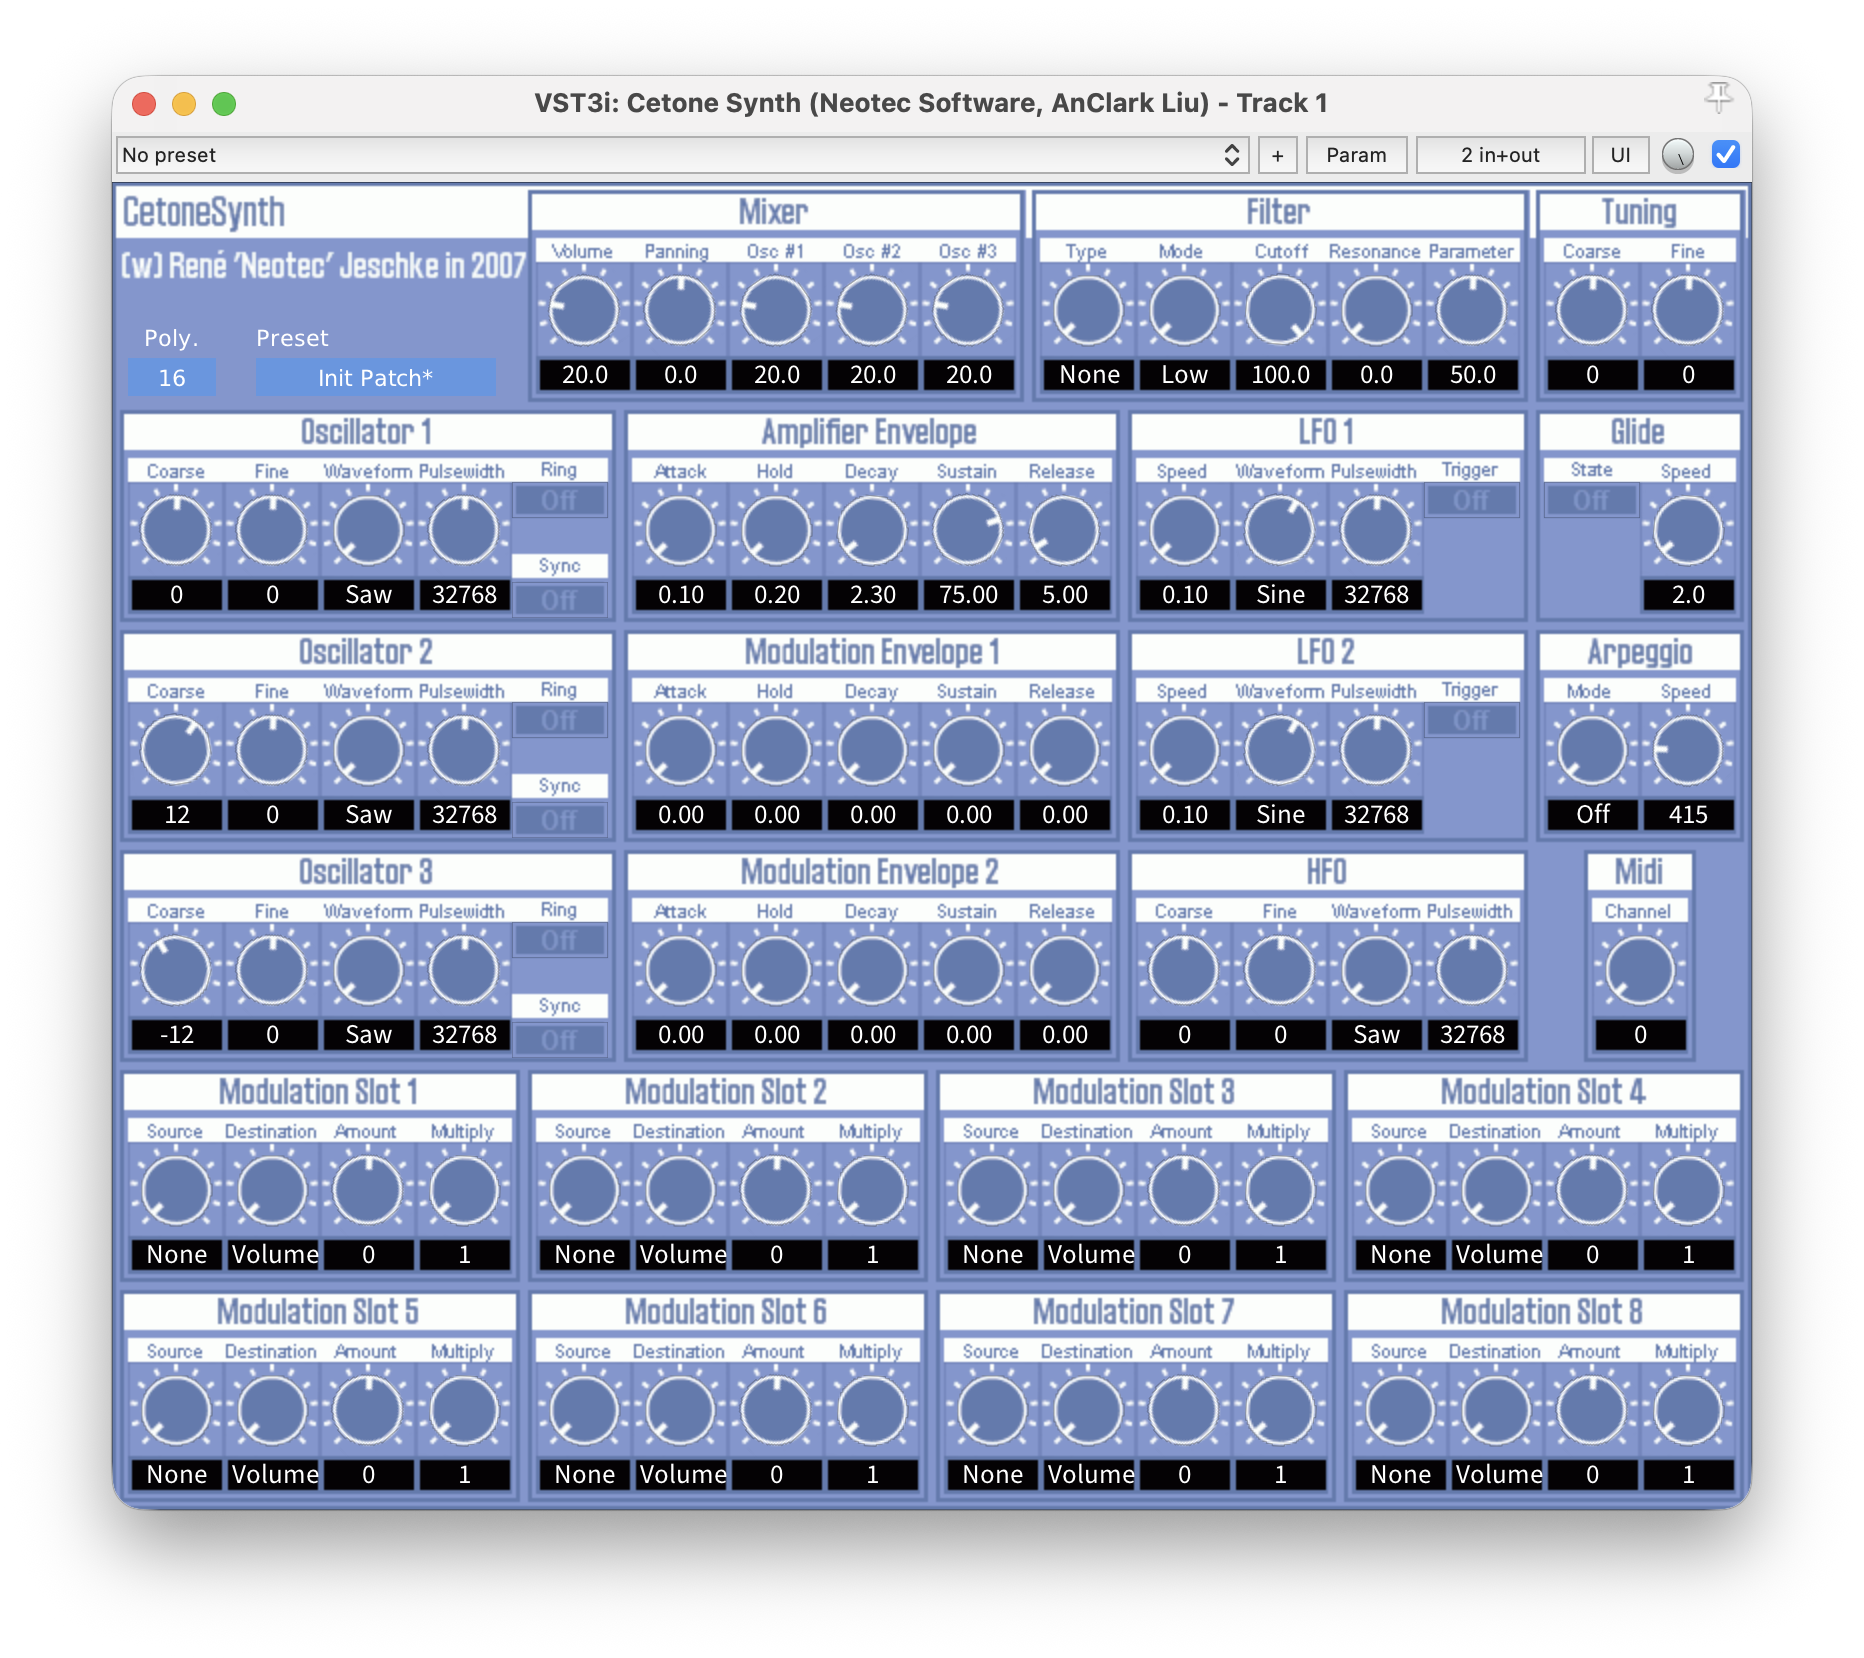 VST3i: Cetone Synth (Neotec Software, AnClark Liu) - Track 1
No preset + Param 2 in+out UI
CetoneSynth
(w) René 'Neotec' Jeschke in 2007
Poly. Preset
16 Init Patch*
Mixer
Volume Panning Osc #1 Osc #2 Osc #3
20.0 0.0 20.0 20.0 20.0
Filter
Type Mode Cutoff Resonance Parameter
None Low 100.0 0.0 50.0
Tuning
Coarse Fine
0 0
Oscillator 1
Coarse Fine Waveform Pulsewidth Ring
Off
Sync
0 0 Saw 32768 Off
Amplifier Envelope
Attack Hold Decay Sustain Release
0.10 0.20 2.30 75.00 5.00
LFO 1
Speed Waveform Pulsewidth Trigger
Off
0.10 Sine 32768
Glide
State Speed
Off
2.0
Oscillator 2
Coarse Fine Waveform Pulsewidth Ring
Off
Sync
12 0 Saw 32768 Off
Modulation Envelope 1
Attack Hold Decay Sustain Release
0.00 0.00 0.00 0.00 0.00
LFO 2
Speed Waveform Pulsewidth Trigger
Off
0.10 Sine 32768
Arpeggio
Mode Speed
Off 415
Oscillator 3
Coarse Fine Waveform Pulsewidth Ring
Off
Sync
-12 0 Saw 32768 Off
Modulation Envelope 2
Attack Hold Decay Sustain Release
0.00 0.00 0.00 0.00 0.00
HFO
Coarse Fine Waveform Pulsewidth
0 0 Saw 32768
Midi
Channel
0
Modulation Slot 1
Source Destination Amount Multiply
None Volume 0 1
Modulation Slot 2
Source Destination Amount Multiply
None Volume 0 1
Modulation Slot 3
Source Destination Amount Multiply
None Volume 0 1
Modulation Slot 4
Source Destination Amount Multiply
None Volume 0 1
Modulation Slot 5
Source Destination Amount Multiply
None Volume 0 1
Modulation Slot 6
Source Destination Amount Multiply
None Volume 0 1
Modulation Slot 7
Source Destination Amount Multiply
None Volume 0 1
Modulation Slot 8
Source Destination Amount Multiply
None Volume 0 1